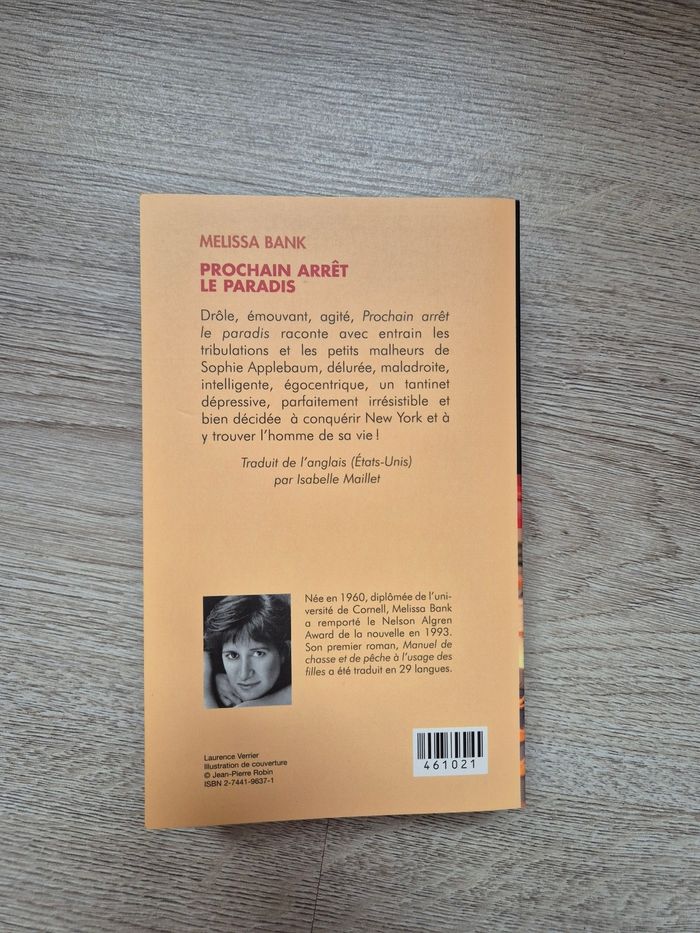 MELISSA BANK
PROCHAIN ARRÊT
LE PARADIS
Drôle, émouvant, agité, Prochain arrêt
le paradis raconte avec entrain les
tribulations et les petits malheurs de
Sophie Applebaum, délurée, maladroite,
intelligente, égocentrique, un tantinet
dépressive, parfaitement irrésistible et
bien décidée à conquérir New York et à
y trouver l'homme de sa vie !
Traduit de l'anglais (États-Unis)
par Isabelle Maillet
Née en 1960, diplômée de l'uni-
versité de Cornell, Melissa Bank
a remporté le Nelson Algren
Award de la nouvelle en 1993.
Son premier roman, Manuel de
chasse et de pêche à l'usage des
filles a été traduit en 29 langues.
Laurence Verrier
Illustration de couverture
© Jean-Pierre Robin
ISBN 2-7441-9637-1
461021